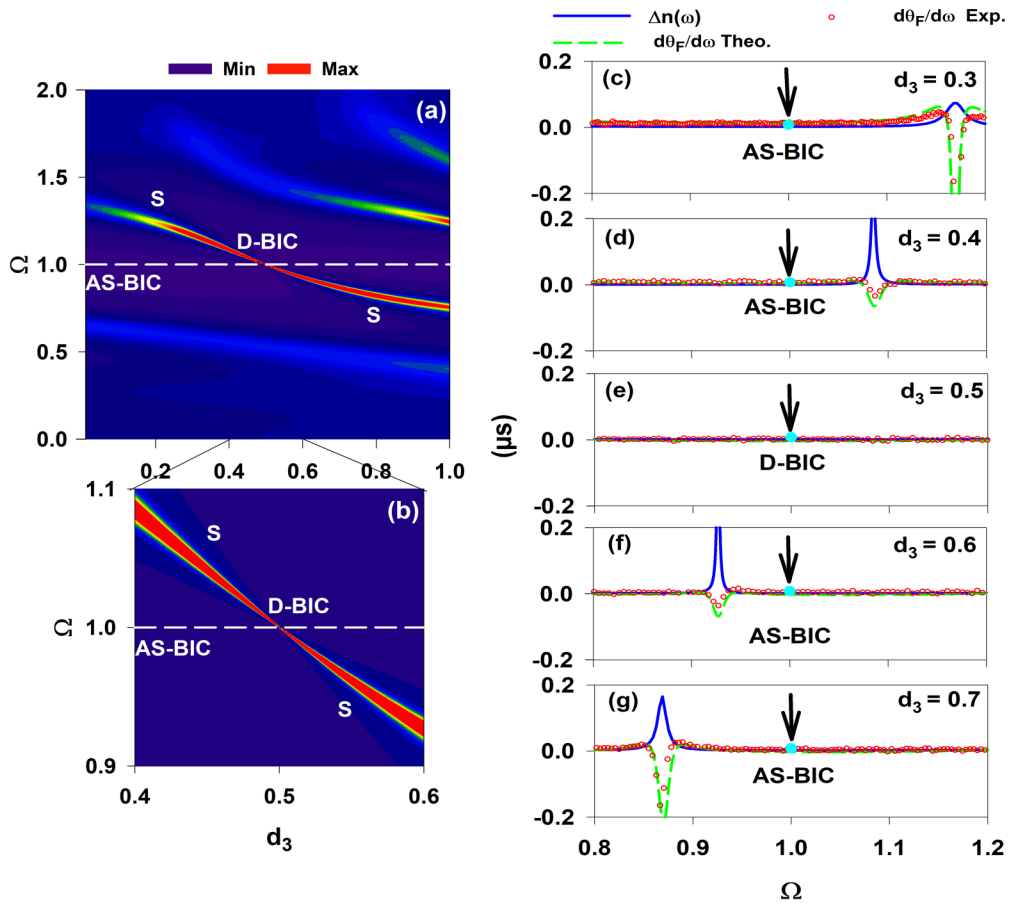 Min Max
(a)
2.0
1.5
1.0
0.5
0.0
Ω
S
D-BIC
AS-BIC
S
0.2 0.4 0.6 0.8 1.0
(b)
1.1
1.0
0.9
Ω
S
D-BIC
AS-BIC
S
0.4 0.5 0.6
d₃
Δn(ω) dθF/dω Exp.
dθF/dω Theo.
(μs)
0.2
0.0
-0.2
(c) d₃ = 0.3
AS-BIC
0.2
0.0
-0.2
(d) d₃ = 0.4
AS-BIC
0.2
0.0
-0.2
(e) d₃ = 0.5
D-BIC
0.2
0.0
-0.2
(f) d₃ = 0.6
AS-BIC
0.2
0.0
-0.2
(g) d₃ = 0.7
AS-BIC
0.8 0.9 1.0 1.1 1.2
Ω